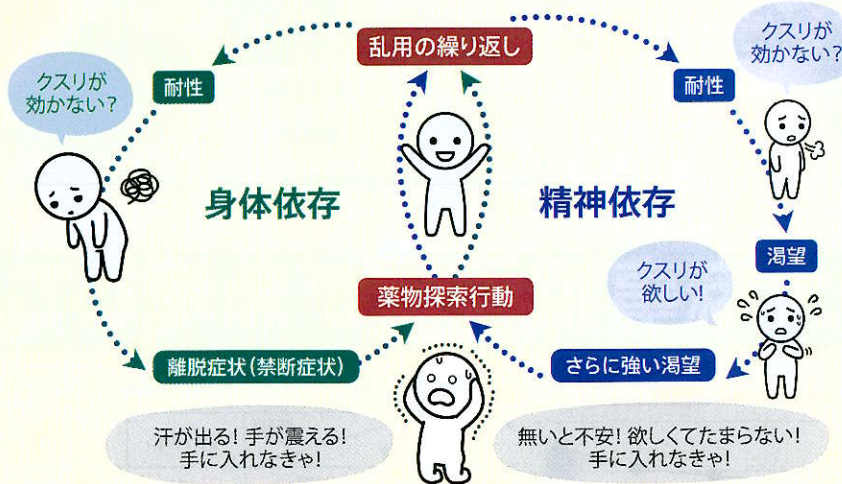 乱用の繰り返し
クスリが
効かない?
耐性
身体依存
離脱症状(禁断症状)
汗が出る! 手が震える!
手に入れなきゃ!
クスリが
効かない?
耐性
精神依存
渇望
クスリが
欲しい!
さらに強い渇望
無いと不安! 欲しくてたまらない!
手に入れなきゃ!
薬物探索行動